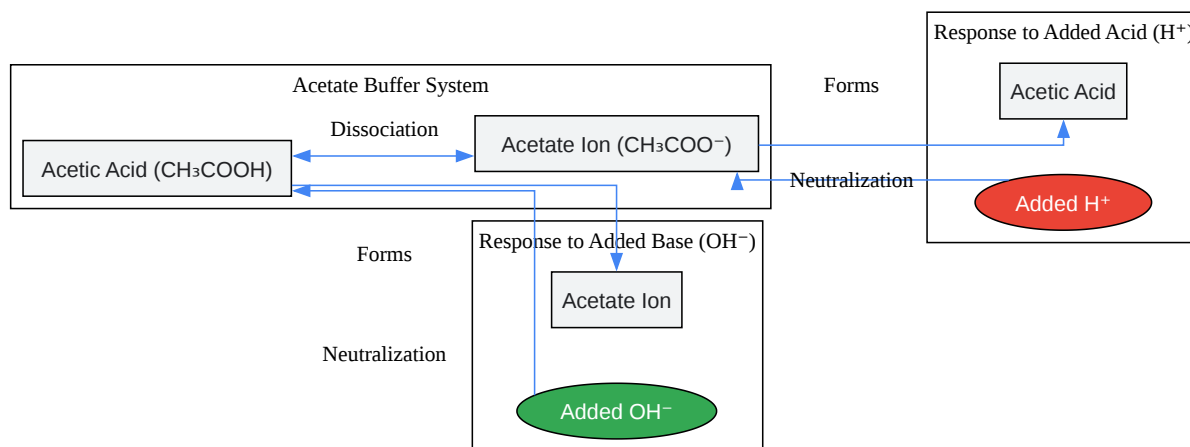 Response to Added Acid (H⁺)
Acetate Buffer System
Forms
Acetic Acid
Dissociation
Acetate Ion (CH₃COO⁻)
Acetic Acid (CH₃COOH)
Neutralization
Added H⁺
Forms
Response to Added Base (OH⁻)
Acetate Ion
Neutralization
Added OH⁻